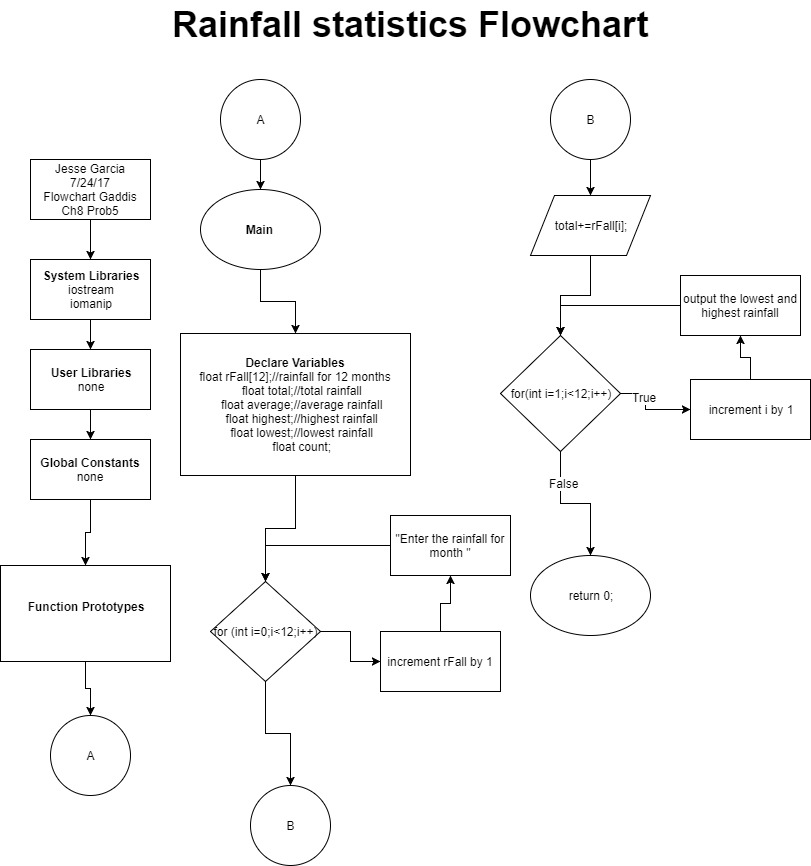 Rainfall statistics Flowchart
Jesse Garcia
7/24/17
Flowchart Gaddis
Ch8 Prob5
System Libraries
iostream
iomanip
User Libraries
none
Global Constants
none
Function Prototypes
A
A
Main
Declare Variables
float rFall[12];//rainfall for 12 months
float total;//total rainfall
float average;//average rainfall
float highest;//highest rainfall
float lowest;//lowest rainfall
float count;
"Enter the rainfall for
month "
for (int i=0;i<12;i++)
increment rFall by 1
B
B
total+=rFall[i];
output the lowest and
highest rainfall
for(int i=1;i<12;i++)
True
increment i by 1
False
return 0;